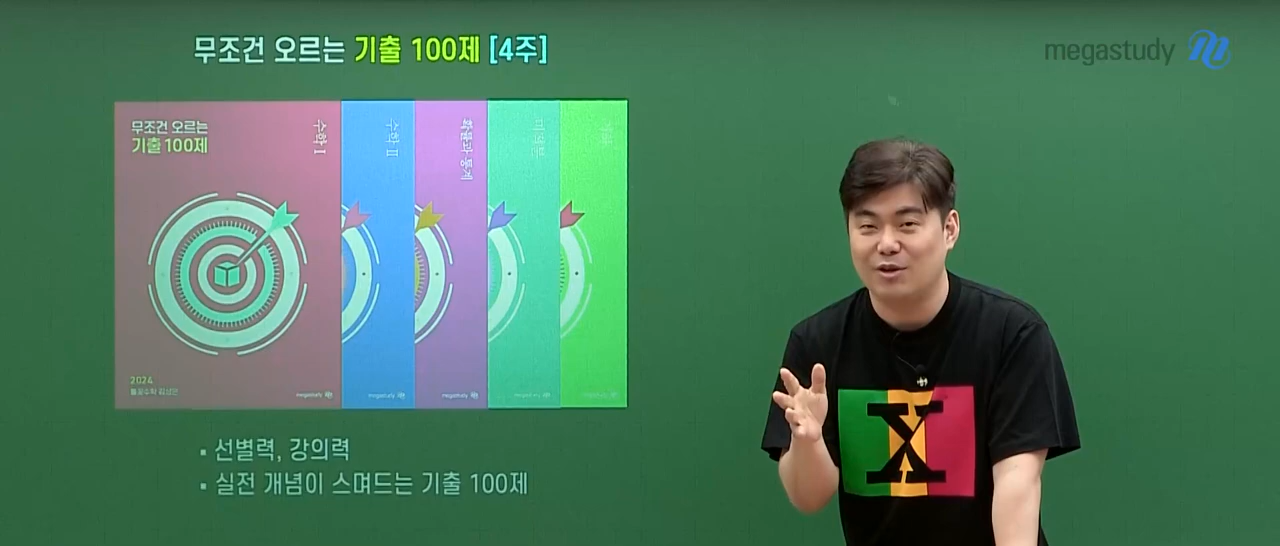 무조건 오르는 기출 100제 [4주]
megastudy
무조건 오르는
기출 100제
수학 I
수학 II
확률과 통계
미적분
기하
2024
megastudy
megastudy
megastudy
megastudy
X
▪ 선별력, 강의력
▪ 실전 개념이 스며드는 기출 100제